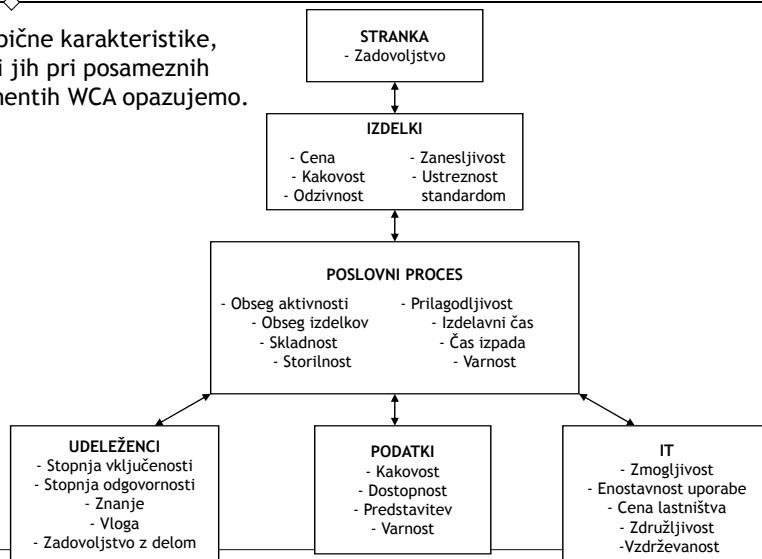 karakteristike,
jih pri posameznih
WCA opazujemo.
STRANKA
- Zadovoljstvo
IZDELKI
- Cena - Zanesljivost
- Kakovost - Ustreznost
- Odzivnost standardom
POSLOVNI PROCES
- Obseg aktivnosti - Prilagodljivost
- Obseg izdelkov - Izdelavni čas
- Skladnost - Čas izpada
- Storilnost - Varnost
UDELEŽENCI
- Stopnja vključenosti
- Stopnja odgovornosti
- Znanje
- Vloga
- Zadovoljstvo z delom
PODATKI
- Kakovost
- Dostopnost
- Predstavitev
- Varnost
IT
- Zmogljivost
- Enostavnost uporabe
- Cena lastništva
- Združljivost
-Vzdrževanost